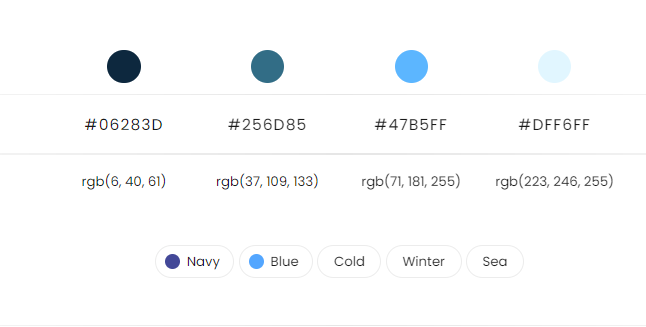 #06283D #256D85 #47B5FF #DFF6FF
rgb(6, 40, 61) rgb(37, 109, 133) rgb(71, 181, 255) rgb(223, 246, 255)
Navy Blue Cold Winter Sea